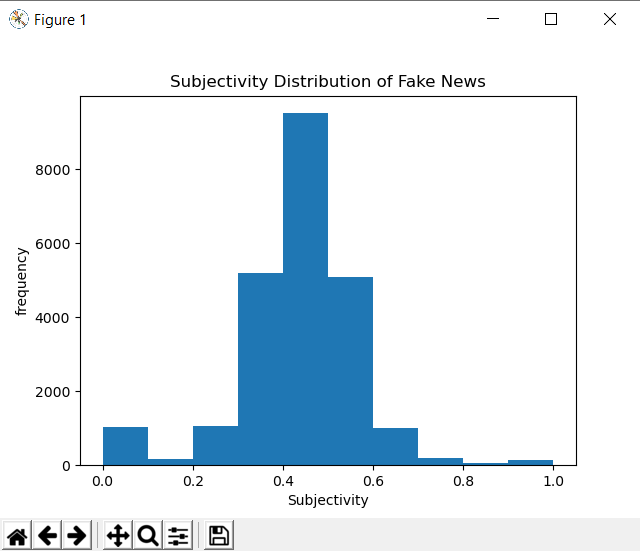 Figure 1
Subjectivity Distribution of Fake News
8000
6000
4000
2000
0
frequency
0.0 0.2 0.4 0.6 0.8 1.0
Subjectivity